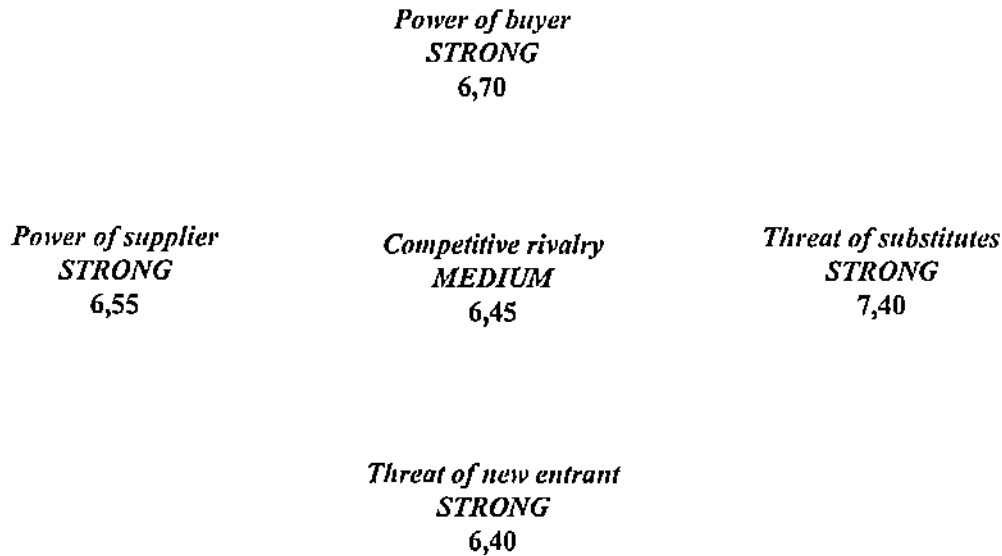 Power of buyer
STRONG
6,70
Power of supplier
STRONG
6,55
Competitive rivalry
MEDIUM
6,45
Threat of substitutes
STRONG
7,40
Threat of new entrant
STRONG
6,40